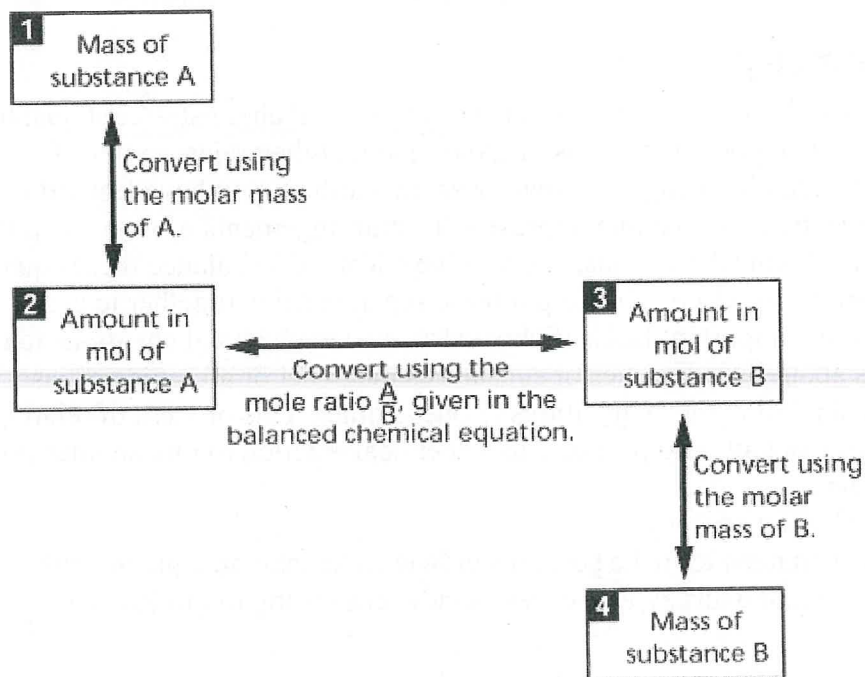 1
Mass of
substance A
Convert using
the molar mass
of A.
2
Amount in
mol of
substance A
Convert using the
mole ratio A/B, given in the
balanced chemical equation.
3
Amount in
mol of
substance B
Convert using
the molar
mass of B.
4
Mass of
substance B